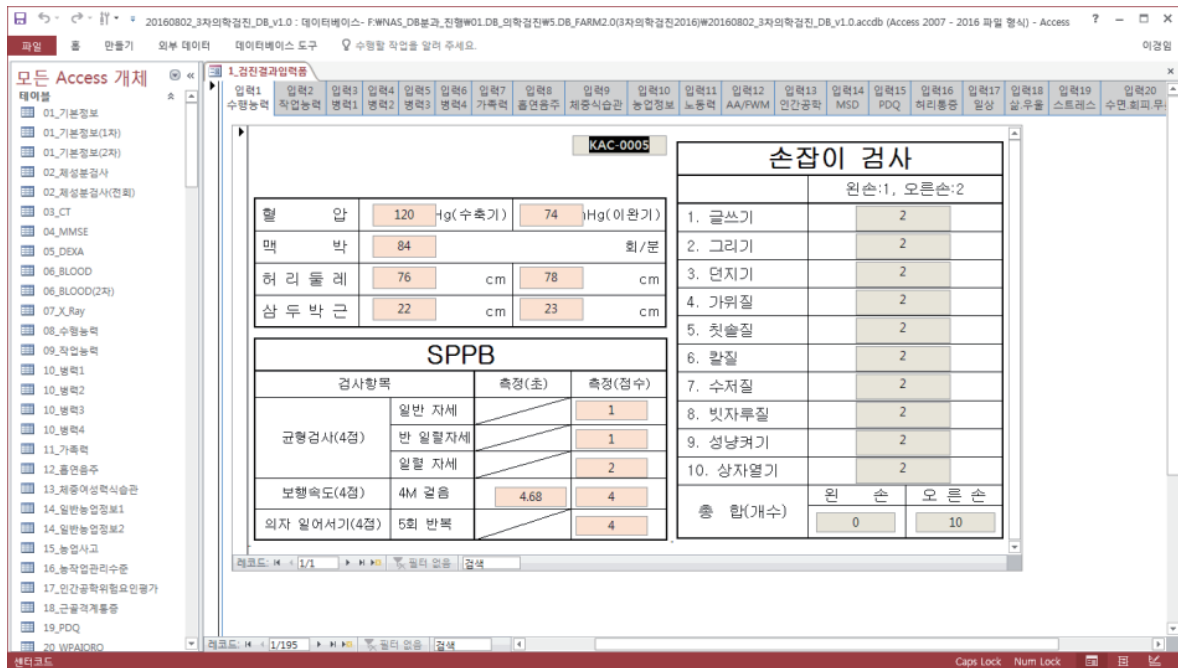 20160802_3차의학검진_DB_v1.0 : 데이터베이스- F:₩NAS_DB분과_진행₩01.DB_의학검진₩5.DB_FARM2.0(3차의학검진2016)₩20160802_3차의학검진_DB_v1.0.accdb (Access 2007 - 2016 파일 형식) - Access ?
파일 홈 만들기 외부 데이터 데이터베이스 도구 수행할 작업을 알려 주세요. 이경임
모든 Access 개체 «
테이블
01_기본정보
01_기본정보(1차)
01_기본정보(2차)
02_체성분검사
02_체성분검사(전회)
03_CT
04_MMSE
05_DEXA
06_BLOOD
06_BLOOD(2차)
07_X_Ray
08_수행능력
09_작업능력
10_병력1
10_병력2
10_병력3
10_병력4
11_가족력
12_흡연음주
13_체중여성력식습관
14_일반농업정보1
14_일반농업정보2
15_농업사고
16_농작업관리수준
17_인간공학위험요인평가
18_근골격계통증
19_PDQ
20_WPAIDRO
1_검진결과입력폼
입력1 입력2 입력3 입력4 입력5 입력6 입력7 입력8 입력9 입력10 입력11 입력12 입력13 입력14 입력15 입력16 입력17 입력18 입력19 입력20
수행능력 작업능력 병력1 병력2 병력3 병력4 가족력 흡연음주 체중식습관 농업정보 노동력 AA/FWM 인간공학 MSD PDQ 허리통증 일상 삶.우울 스트레스 수면.회피.무
KAC-0005
혈 압 120 Hg(수축기) 74 Hg(이완기)
맥 박 84 회/분
허 리 둘 레 76 cm 78 cm
삼 두 박 근 22 cm 23 cm
SPPB
검사항목 측정(초) 측정(점수)
균형검사(4점) 일반 자세 1
반 일렬자세 1
일렬 자세 2
보행속도(4점) 4M 걸음 4.68 4
의자 일어서기(4점) 5회 반복 4
손잡이 검사
왼손:1, 오른손:2
1. 글쓰기 2
2. 그리기 2
3. 던지기 2
4. 가위질 2
5. 칫솔질 2
6. 칼질 2
7. 수저질 2
8. 빗자루질 2
9. 성냥켜기 2
10. 상자열기 2
총 합(개수) 왼 손 오 른 손
0 10
레코드: 1/1 필터 없음 검색
레코드: 1/195 필터 없음 검색
센터코드 Caps Lock Num Lock